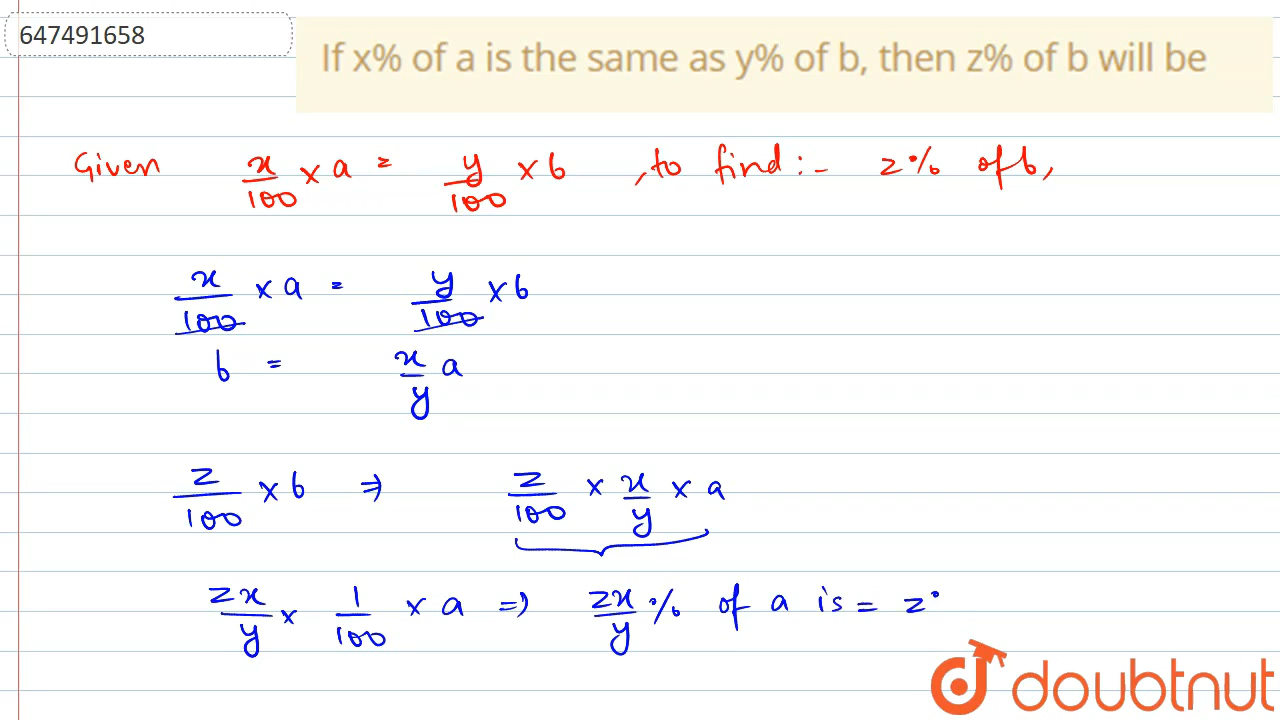 647491658
If x% of a is the same as y% of b, then z% of b will be
Given x/100 × a = y/100 × b , to find :- z% of b,
x/100 × a = y/100 × b
b = x/y a
z/100 × b ⇒ z/100 × x/y × a
zx/y × 1/100 × a ⇒ zx/y % of a is = z
doubtnut